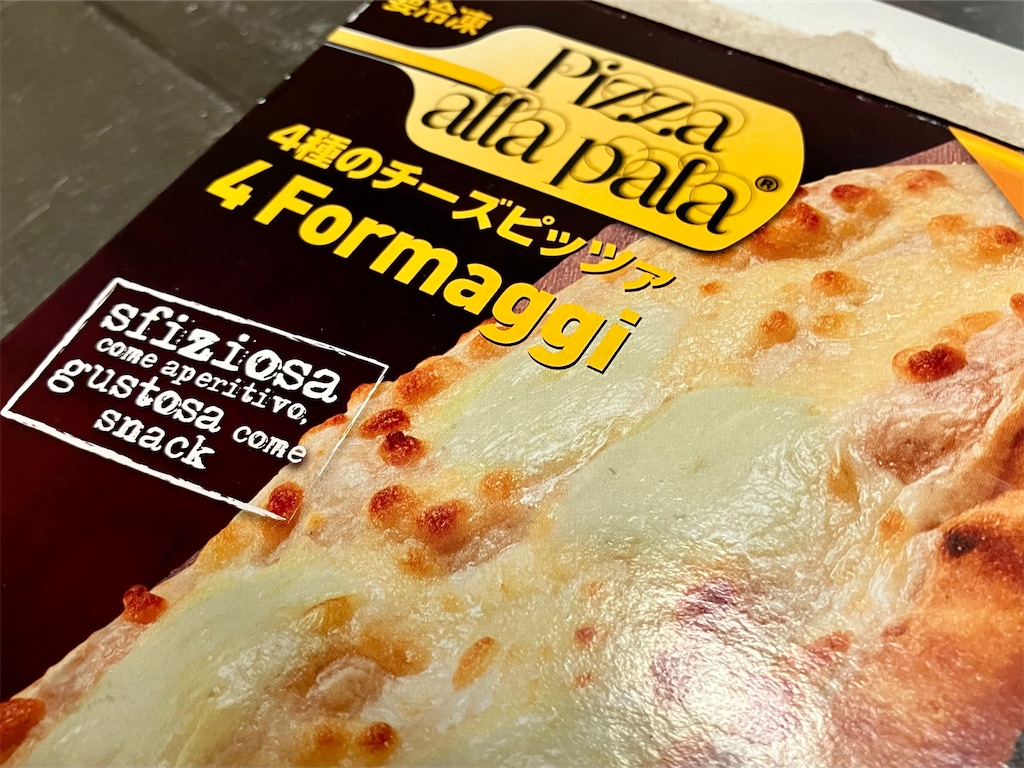 要冷凍
Pizza
alla pala®
4種のチーズピッツァ
4 Formaggi
sfiziosa
come aperitivo,
gustosa come
snack